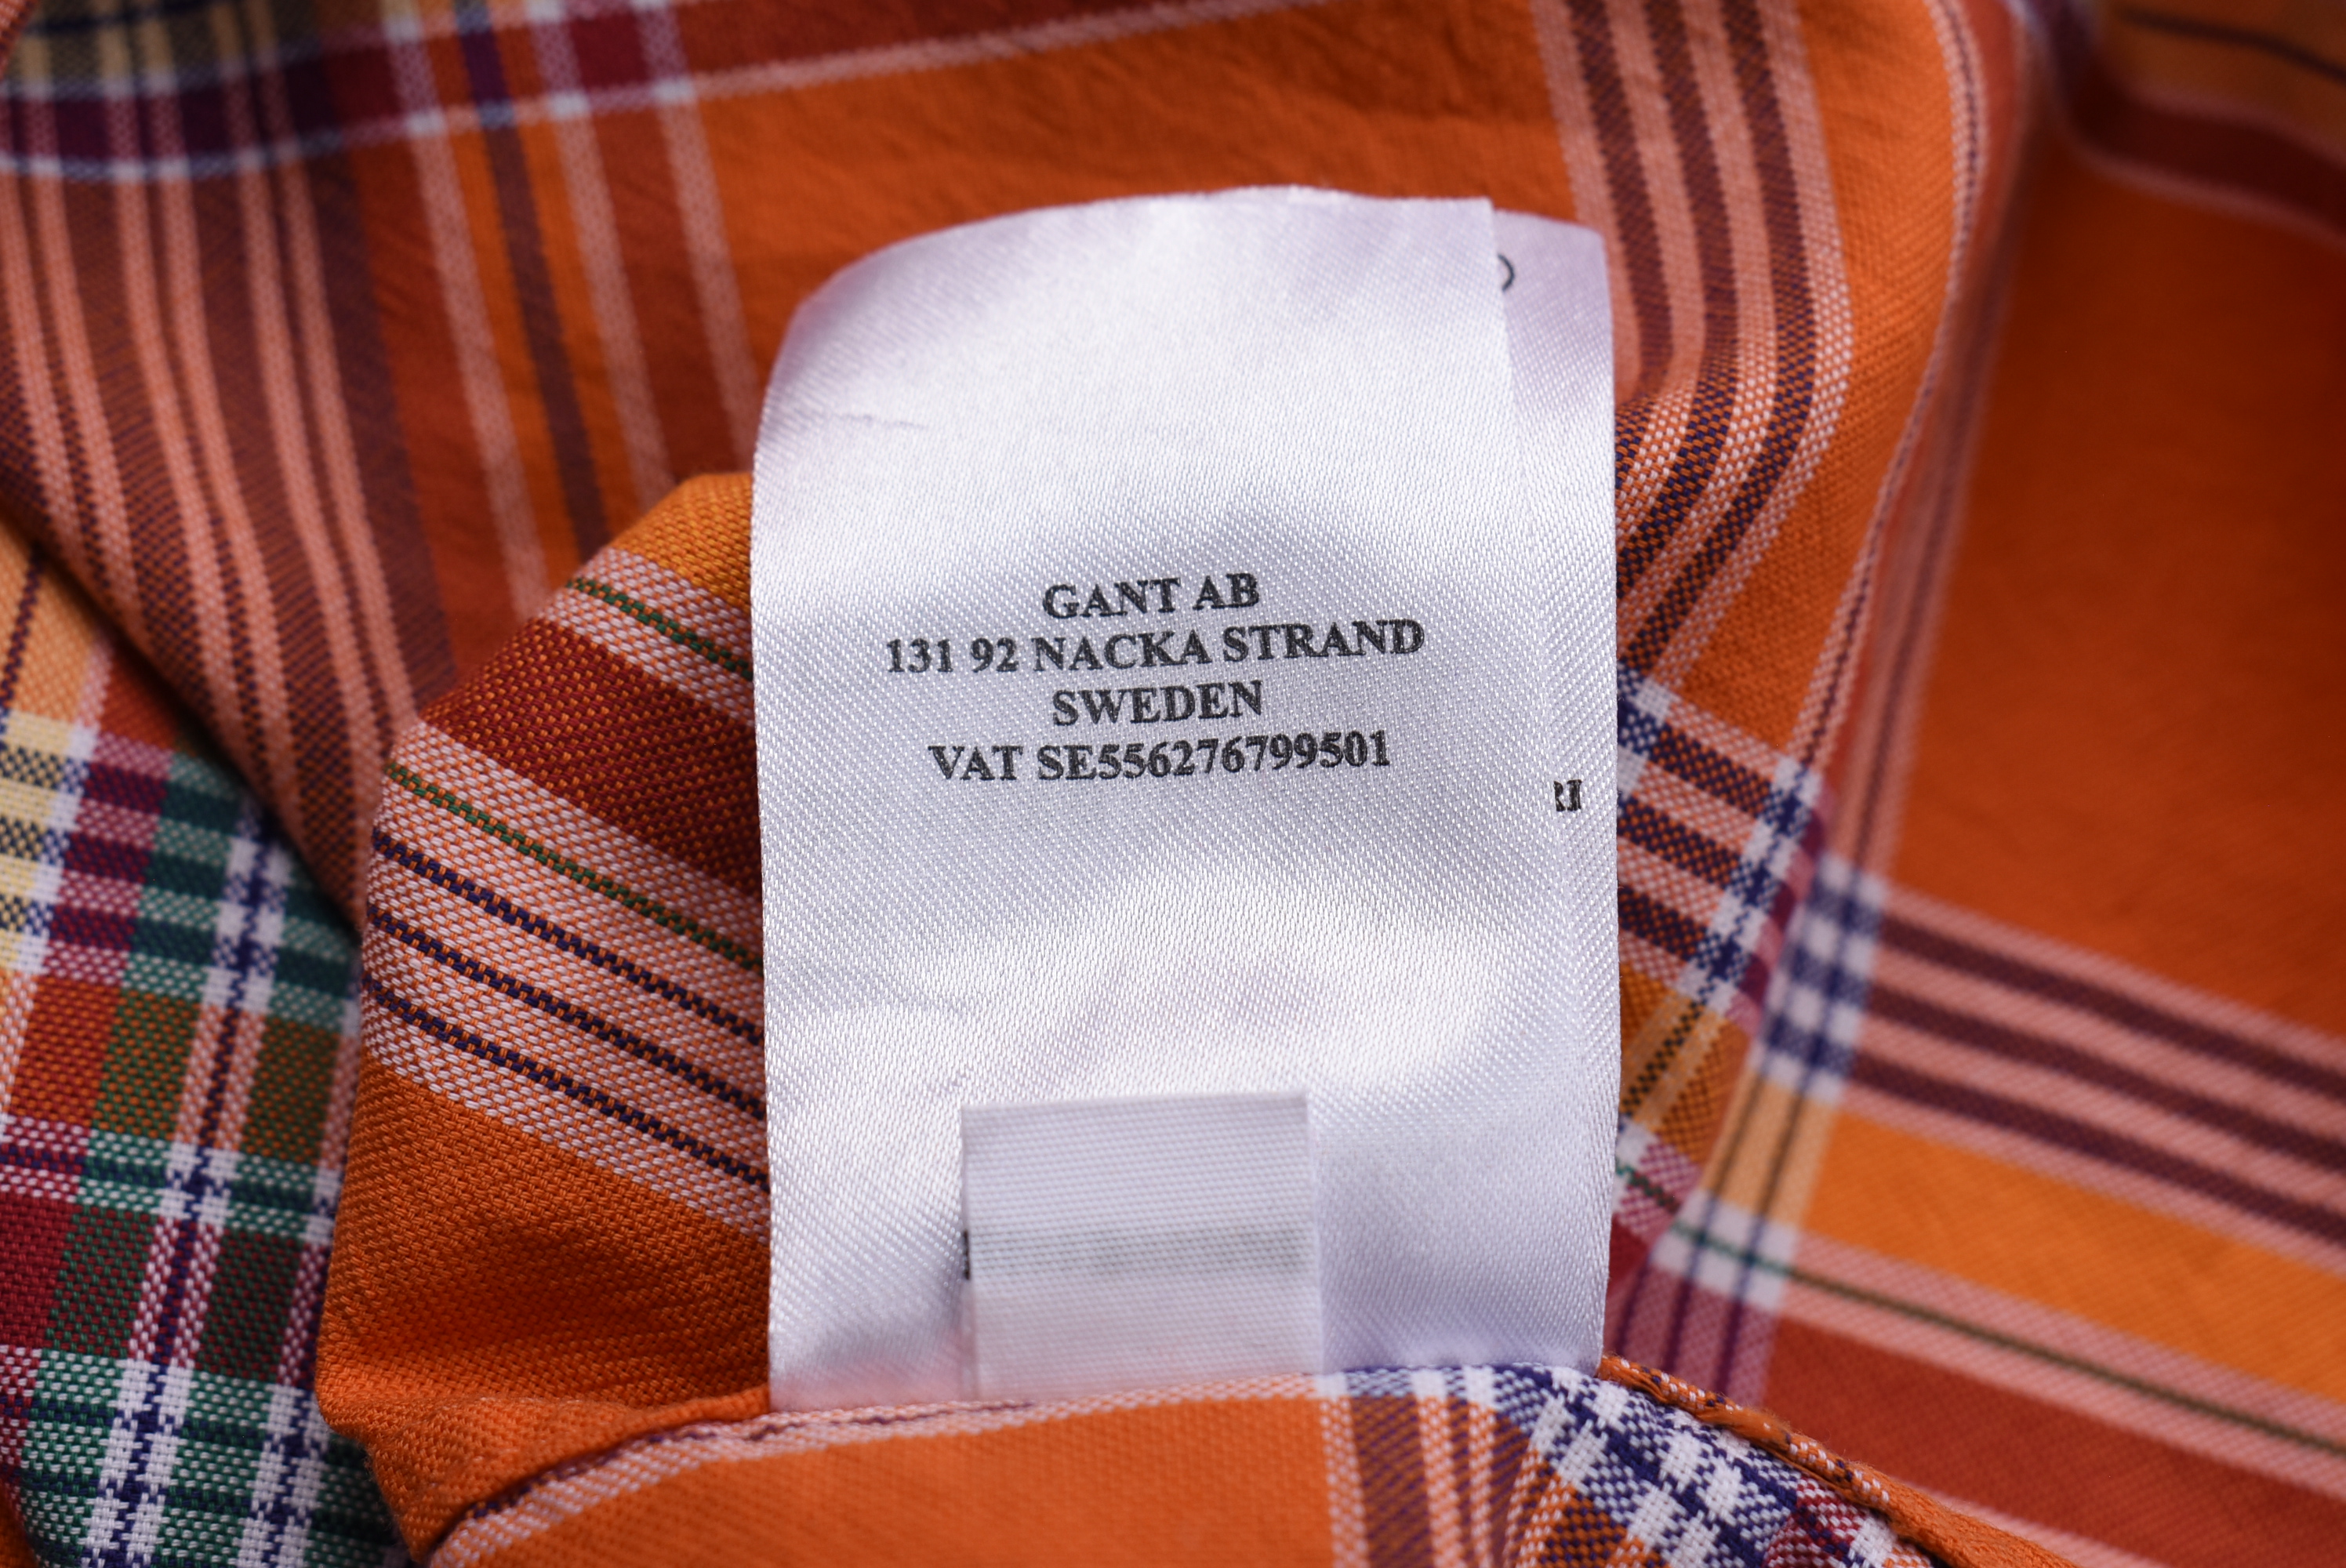 GANT AB
131 92 NACKA STRAND
SWEDEN
VAT SE556276799501